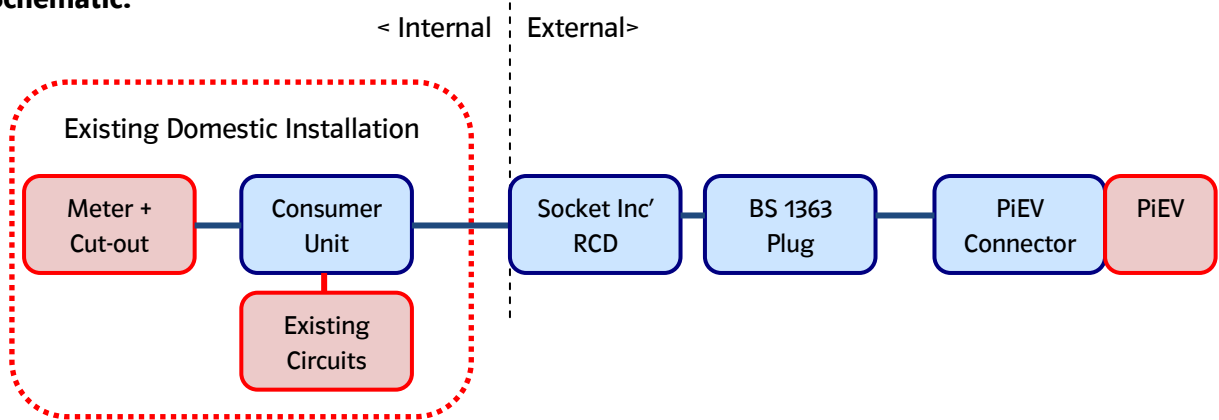 Schematic:
< Internal
External>
Existing Domestic Installation
Meter +
Cut-out
Consumer
Unit
Socket Inc’
RCD
BS 1363
Plug
PiEV
Connector
PiEV
Existing
Circuits